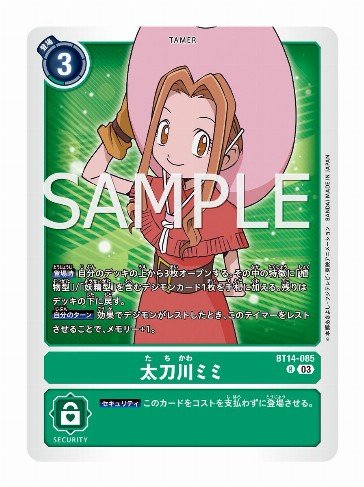 登場
3
TAMER
SAMPLE
登場時 自分のデッキの上から3枚オープンする。その中の特徴に「植
物型」/「妖精型」を含むデジモンカード1枚を手札に加える。残りは
デッキの下に戻す。
自分のターン 効果でデジモンがレストしたとき、このテイマーをレスト
させることで、メモリー+1。
BT14-085
たちかわ
太刀川ミミ
R 03
セキュリティ このカードをコストを支払わずに登場させる。
SECURITY